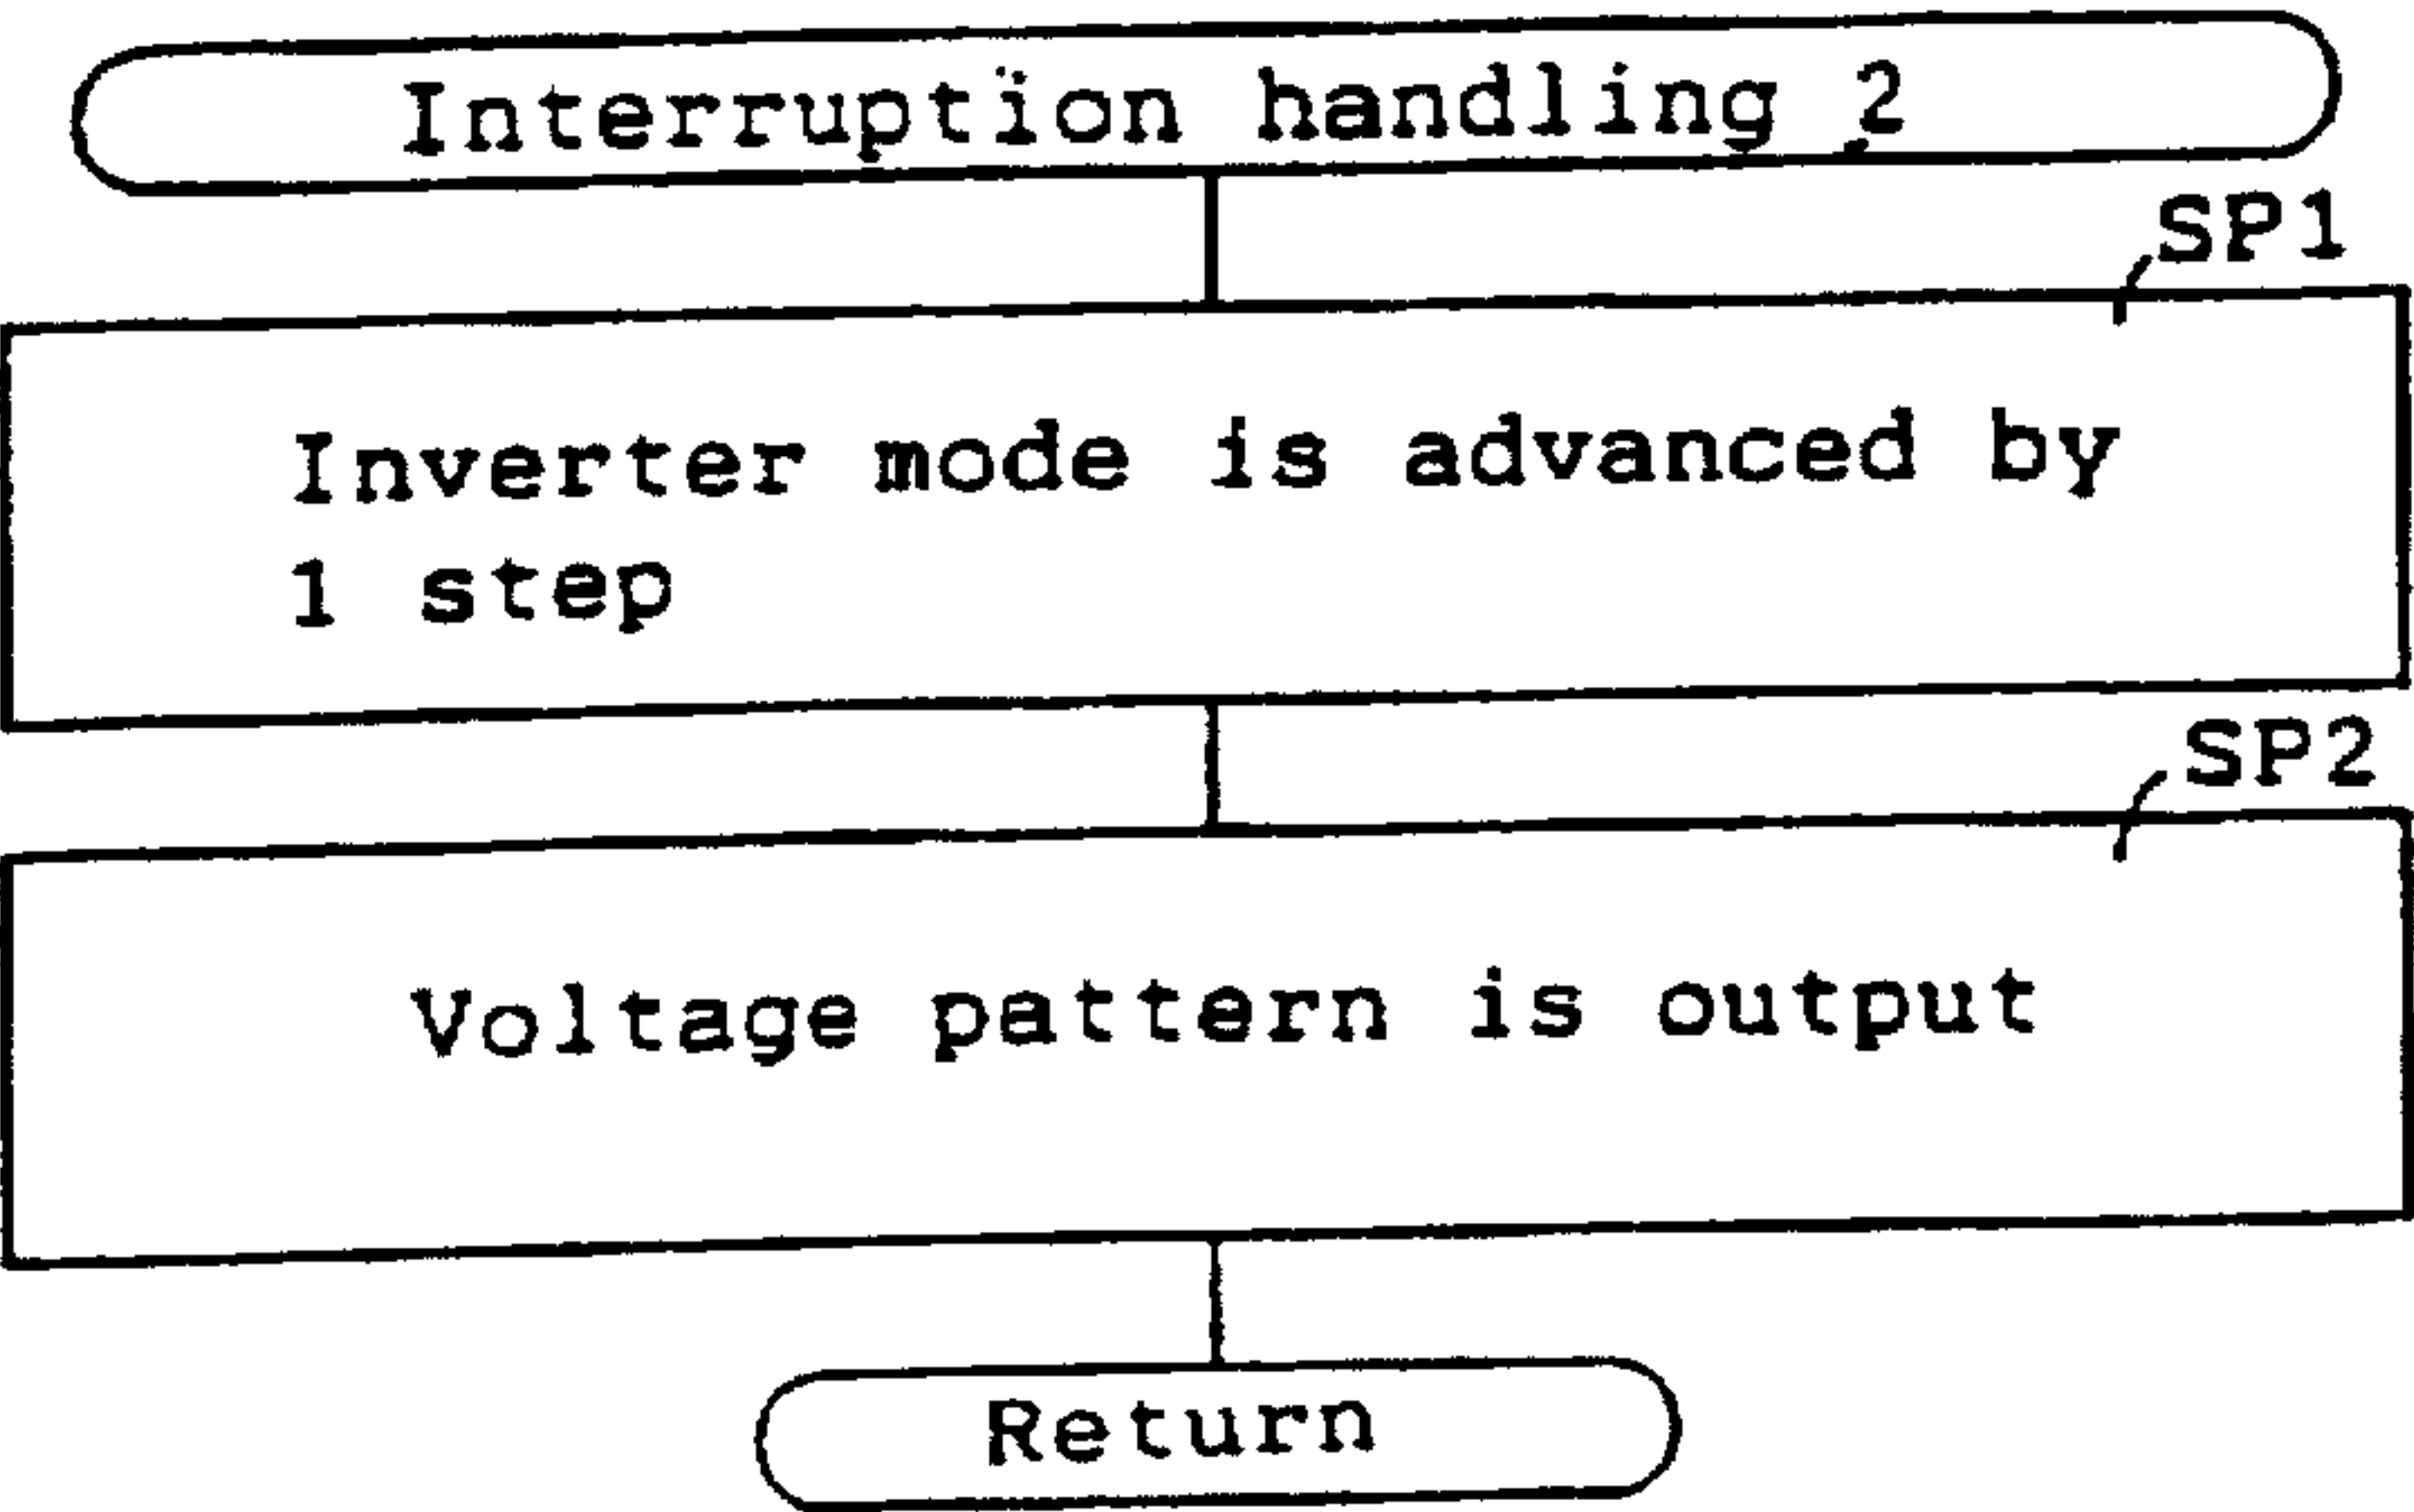 Interruption handling 2
SP1
Inverter mode is advanced by
1 step
SP2
Voltage pattern is output
Return